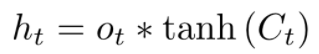 h_t = o_t * tanh (C_t)